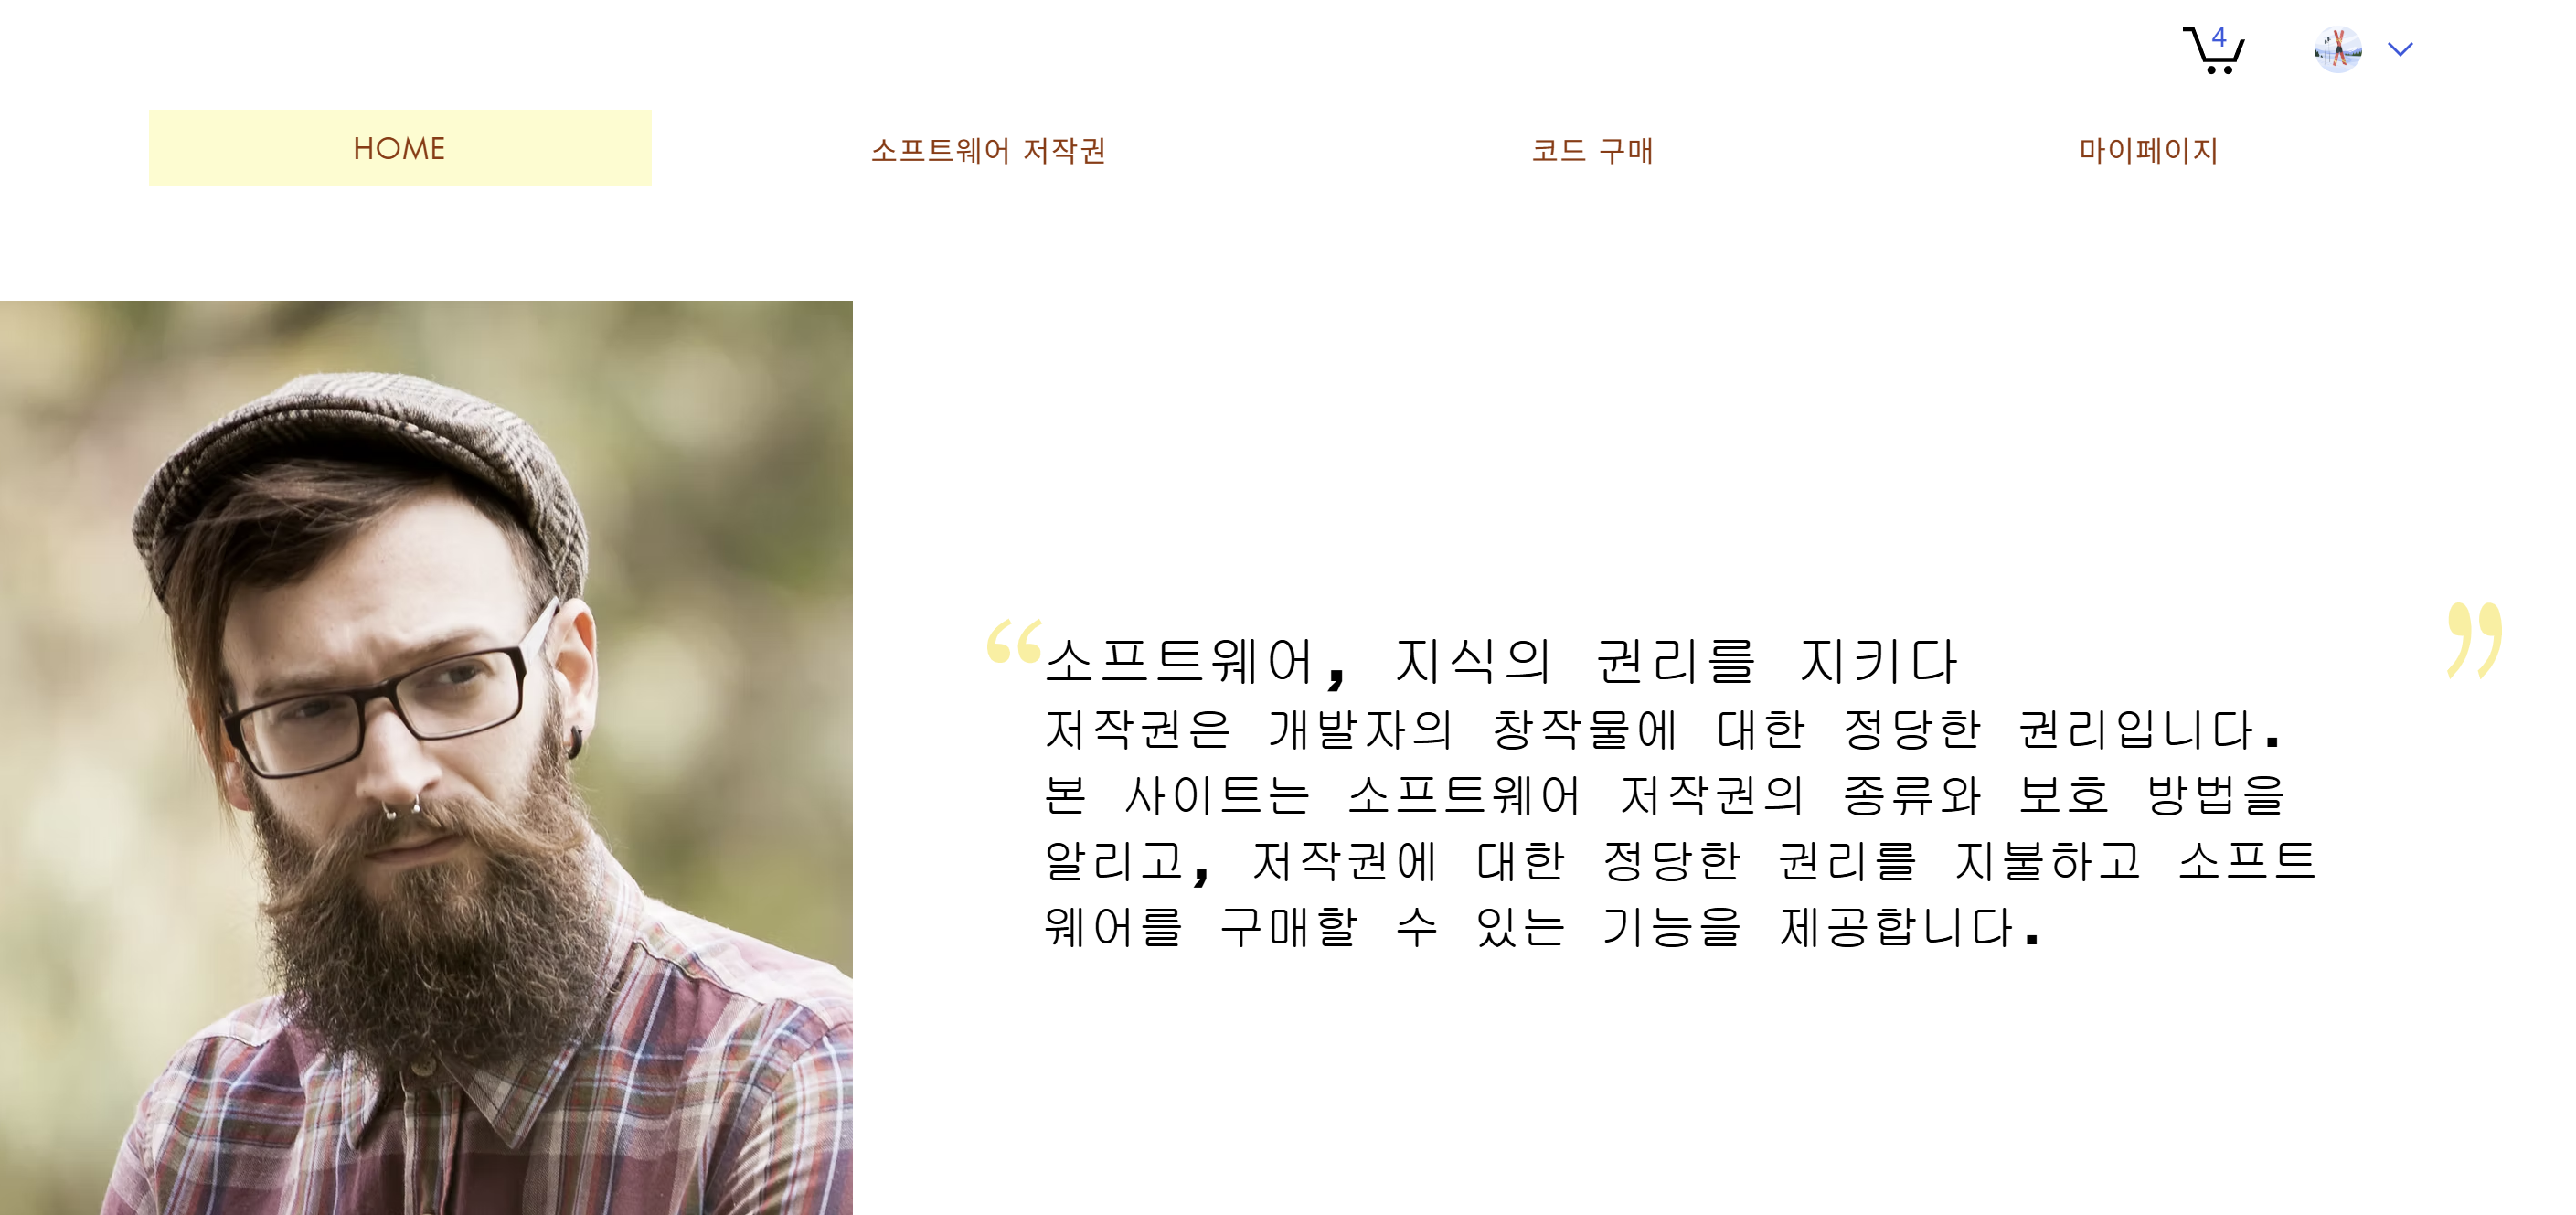 4
HOME
소프트웨어 저작권
코드 구매
마이페이지
“소프트웨어, 지식의 권리를 지키다”
저작권은 개발자의 창작물에 대한 정당한 권리입니다.
본 사이트는 소프트웨어 저작권의 종류와 보호 방법을
알리고, 저작권에 대한 정당한 권리를 지불하고 소프트
웨어를 구매할 수 있는 기능을 제공합니다.